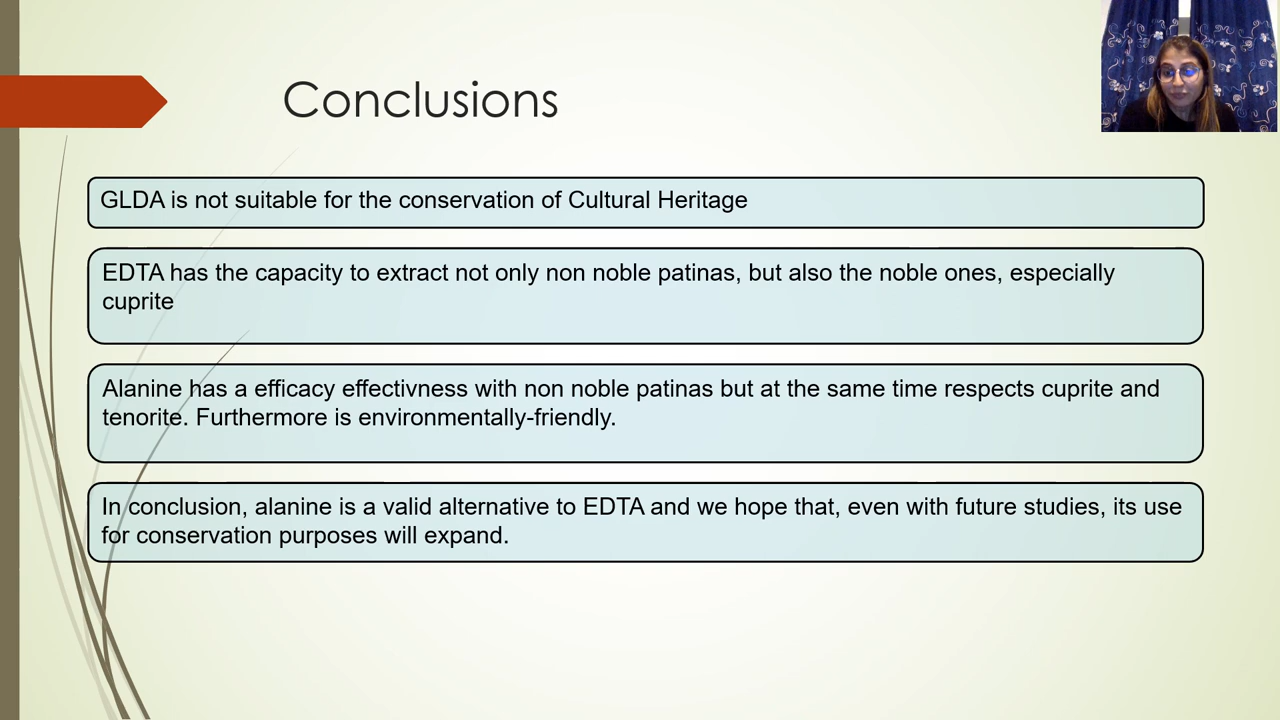 Conclusions
GLDA is not suitable for the conservation of Cultural Heritage
EDTA has the capacity to extract not only non noble patinas, but also the noble ones, especially
cuprite
Alanine has a efficacy effectivness with non noble patinas but at the same time respects cuprite and
tenorite. Furthermore is environmentally-friendly.
In conclusion, alanine is a valid alternative to EDTA and we hope that, even with future studies, its use
for conservation purposes will expand.